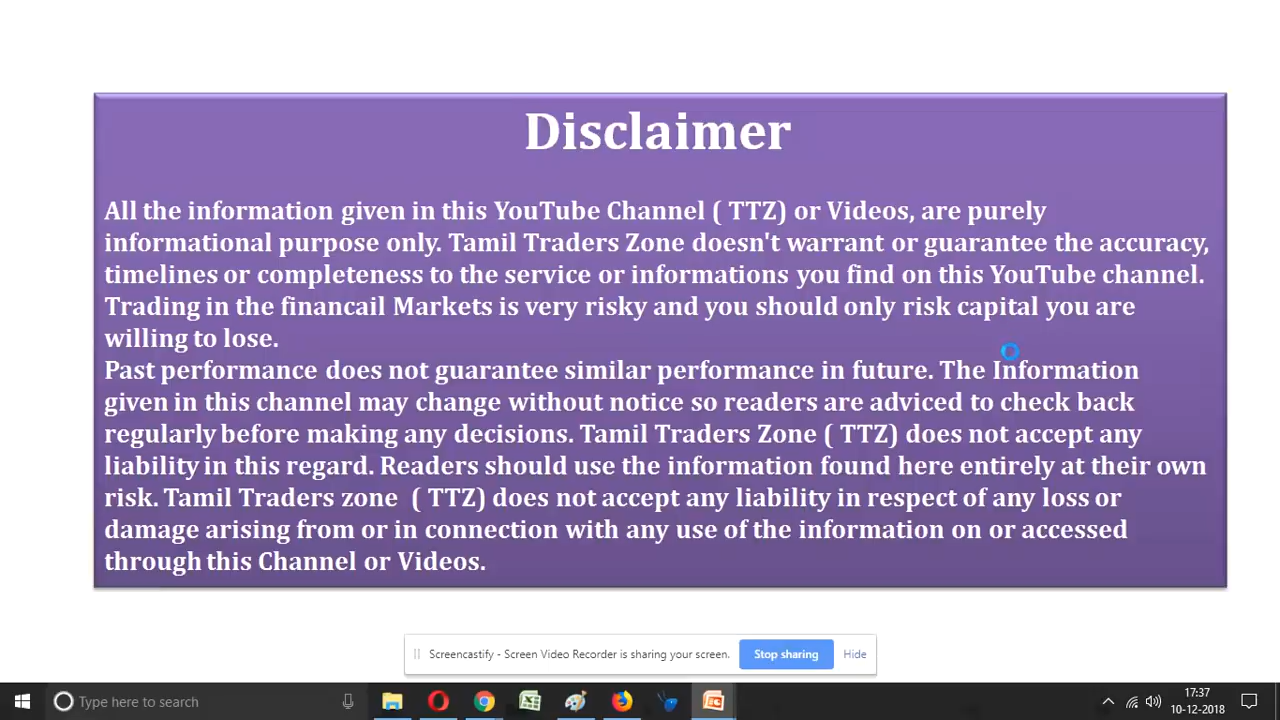 Disclaimer
All the information given in this YouTube Channel ( TTZ) or Videos, are purely
informational purpose only. Tamil Traders Zone doesn't warrant or guarantee the accuracy,
timelines or completeness to the service or informations you find on this YouTube channel.
Trading in the financail Markets is very risky and you should only risk capital you are
willing to lose.
Past performance does not guarantee similar performance in future. The Information
given in this channel may change without notice so readers are adviced to check back
regularly before making any decisions. Tamil Traders Zone ( TTZ) does not accept any
liability in this regard. Readers should use the information found here entirely at their own
risk. Tamil Traders zone  ( TTZ) does not accept any liability in respect of any loss or
damage arising from or in connection with any use of the information on or accessed
through this Channel or Videos.
Screencastify - Screen Video Recorder is sharing your screen. Stop sharing Hide
Type here to search
17:37
10-12-2018